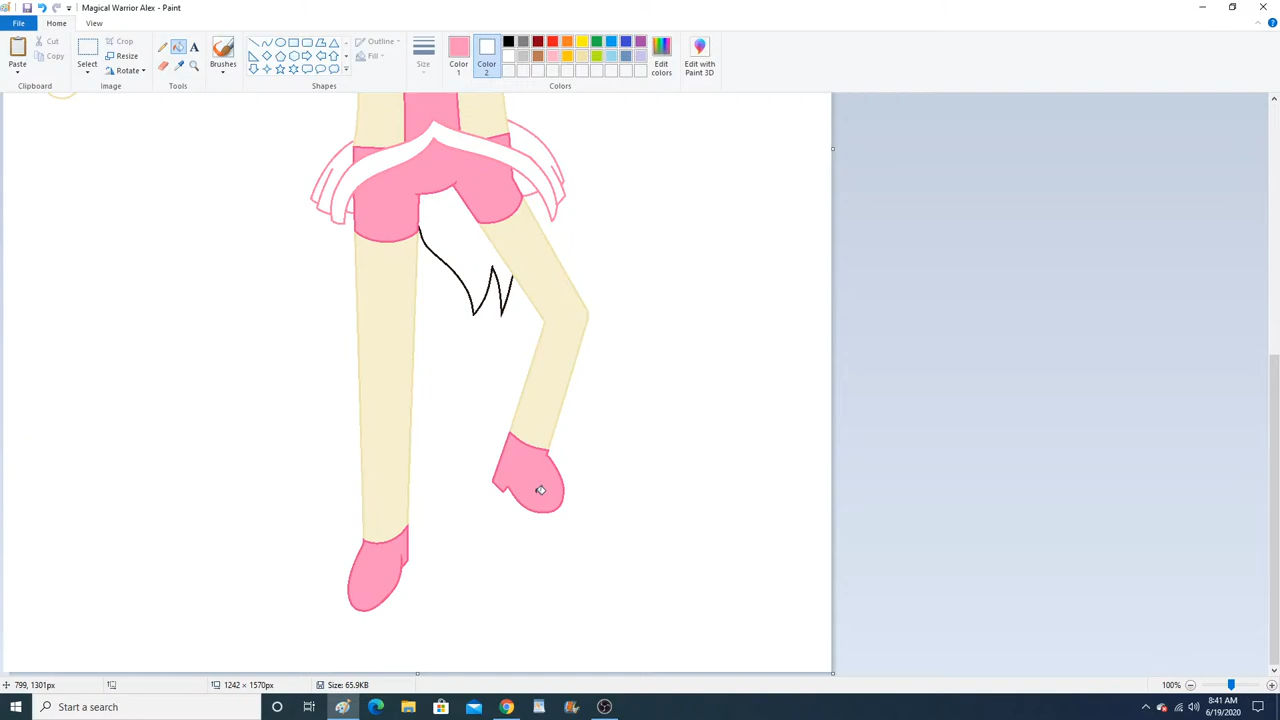 Magical Warrior Alex - Paint
File
Home
View
Paste
Cut
Copy
Clipboard
Select
Crop
Resize
Rotate
Image
A
Tools
Brushes
Outline
Fill
Shapes
Size
Color
1
Color
2
Colors
Edit
colors
Edit with
Paint 3D
799, 1301px
1242 × 1570px
Size: 65.9KB
100%
Start a search
8:41 AM
6/19/2020